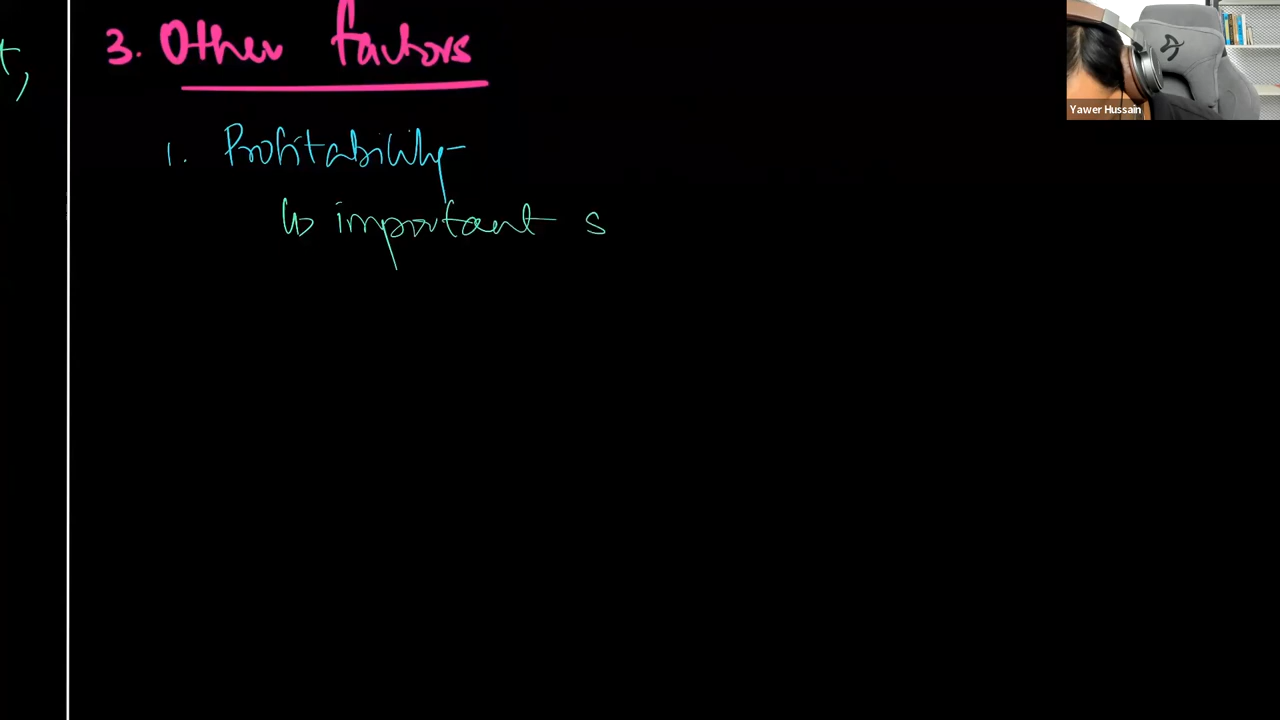 t,
3. Other factors
1. Profitability
↳ important s
Yawer Hussain